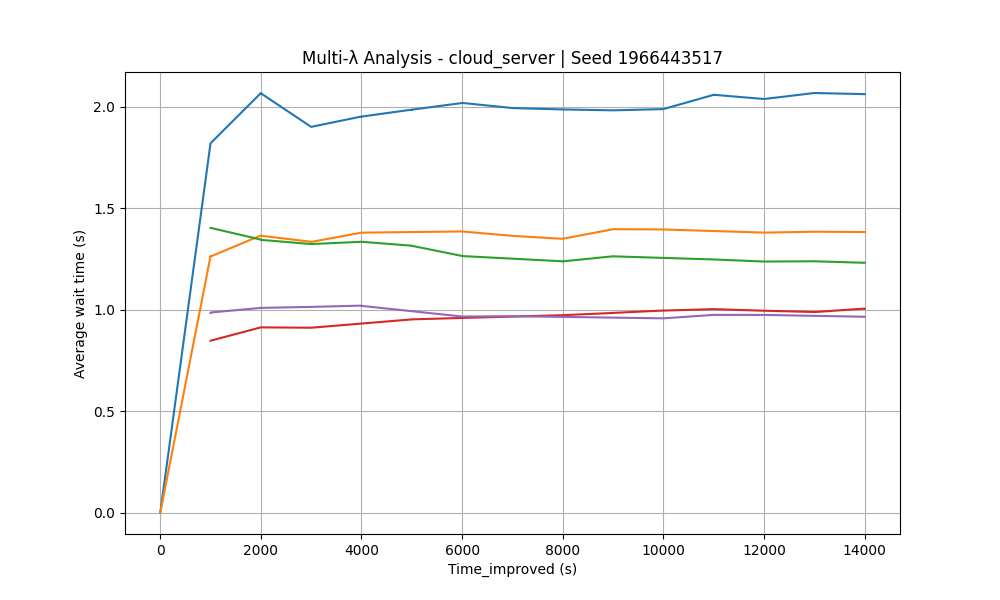 Multi-λ Analysis - cloud_server | Seed 1966443517
Average wait time (s)
2.0
1.5
1.0
0.5
0.0
0 2000 4000 6000 8000 10000 12000 14000
Time_improved (s)